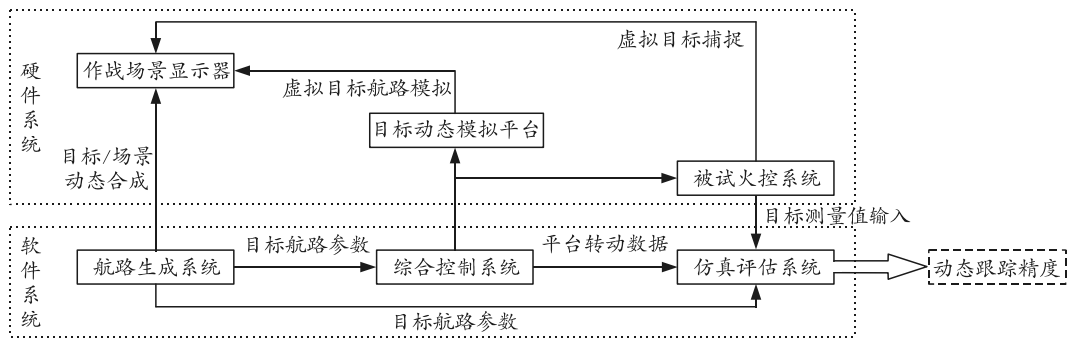 虚拟目标捕捉
作战场景显示器
虚拟目标航路模拟
硬件系统
目标动态模拟平台
目标/场景
动态合成
被试火控系统
目标测量值输入
软件系统
目标航路参数
平台转动数据
航路生成系统
综合控制系统
仿真评估系统
动态跟踪精度
目标航路参数